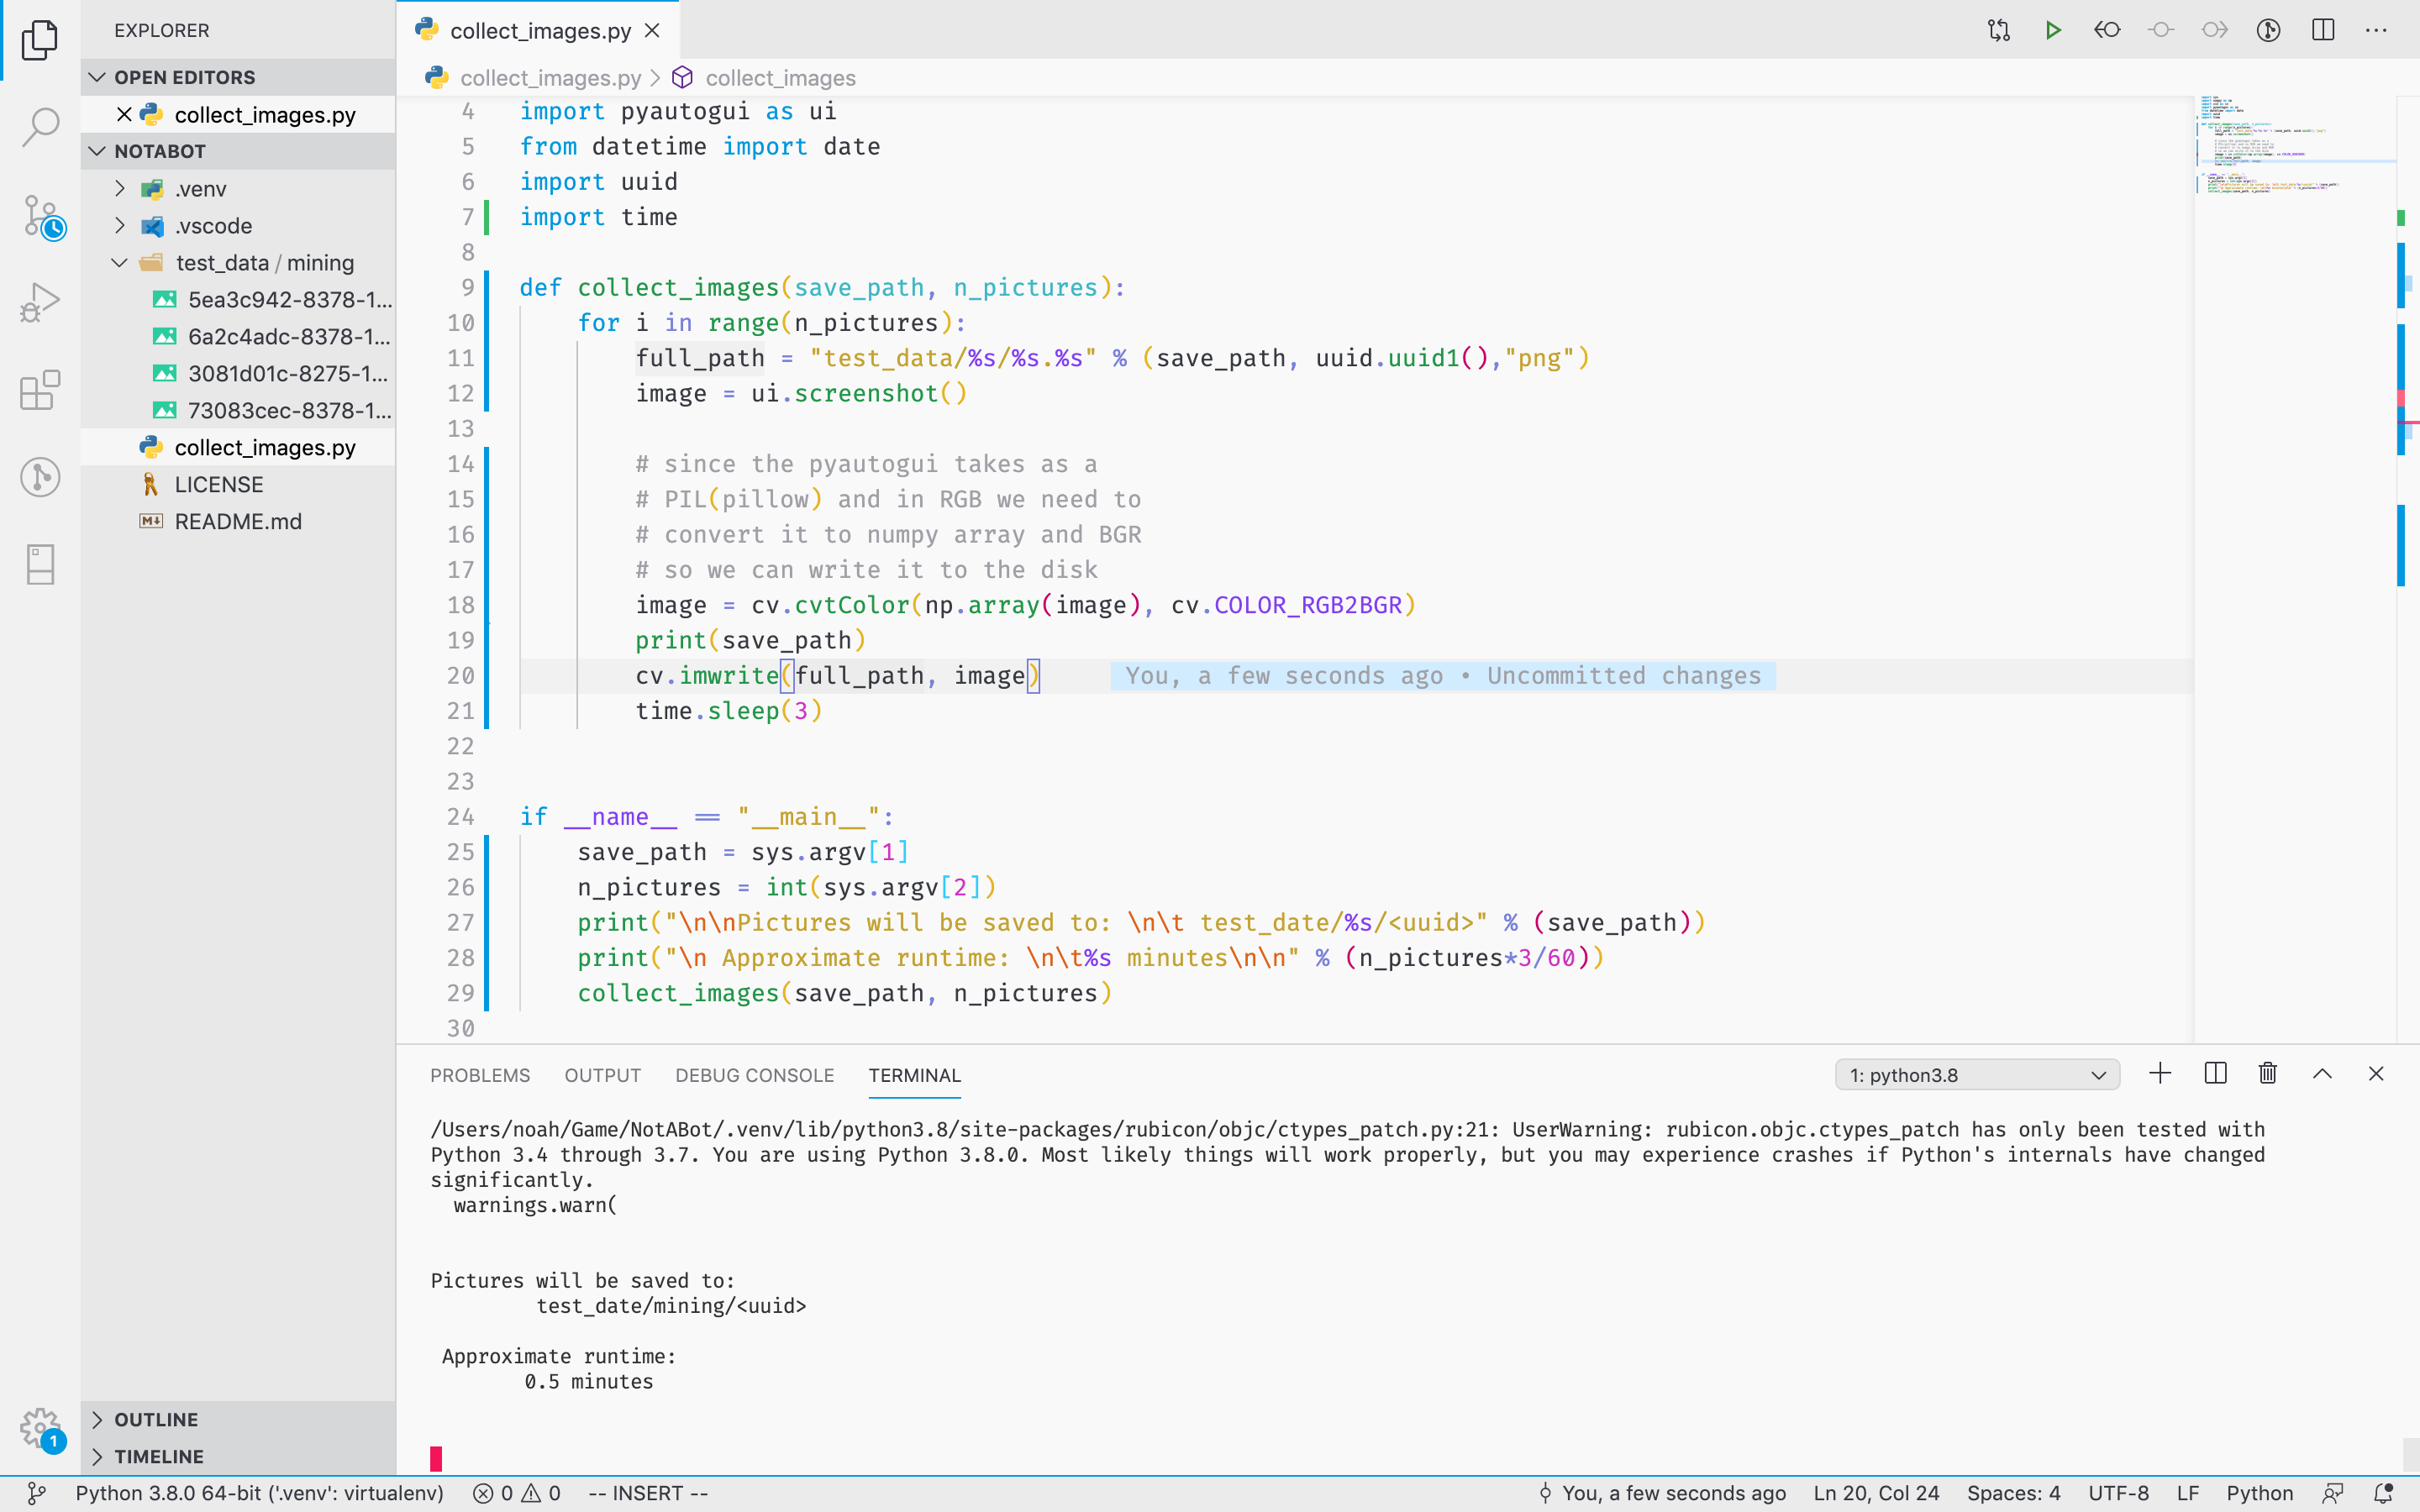 EXPLORER
OPEN EDITORS
collect_images.py
NOTABOT
.venv
.vscode
test_data / mining
5ea3c942-8378-1...
6a2c4adc-8378-1...
3081d01c-8275-1...
73083cec-8378-1...
collect_images.py
LICENSE
README.md
OUTLINE
TIMELINE
1
collect_images.py
collect_images.py > collect_images
4 import pyautogui as ui
5 from datetime import date
6 import uuid
7 import time
8
9 def collect_images(save_path, n_pictures):
10 for i in range(n_pictures):
11 full_path = "test_data/%s/%s.%s" % (save_path, uuid.uuid1(),"png")
12 image = ui.screenshot()
13
14 # since the pyautogui takes as a
15 # PIL(pillow) and in RGB we need to
16 # convert it to numpy array and BGR
17 # so we can write it to the disk
18 image = cv.cvtColor(np.array(image), cv.COLOR_RGB2BGR)
19 print(save_path)
20 cv.imwrite(full_path, image) You, a few seconds ago • Uncommitted changes
21 time.sleep(3)
22
23
24 if __name__ == "__main__":
25 save_path = sys.argv[1]
26 n_pictures = int(sys.argv[2])
27 print("\n\nPictures will be saved to: \n\t test_date/%s/<uuid>" % (save_path))
28 print("\n Approximate runtime: \n\t%s minutes\n\n" % (n_pictures*3/60))
29 collect_images(save_path, n_pictures)
30
PROBLEMS OUTPUT DEBUG CONSOLE TERMINAL 1: python3.8
/Users/noah/Game/NotABot/.venv/lib/python3.8/site-packages/rubicon/objc/ctypes_patch.py:21: UserWarning: rubicon.objc.ctypes_patch has only been tested with
Python 3.4 through 3.7. You are using Python 3.8.0. Most likely things will work properly, but you may experience crashes if Python's internals have changed
significantly.
warnings.warn(
Pictures will be saved to:
test_date/mining/<uuid>
Approximate runtime:
0.5 minutes
Python 3.8.0 64-bit ('.venv': virtualenv) 0 0 -- INSERT -- You, a few seconds ago Ln 20, Col 24 Spaces: 4 UTF-8 LF Python